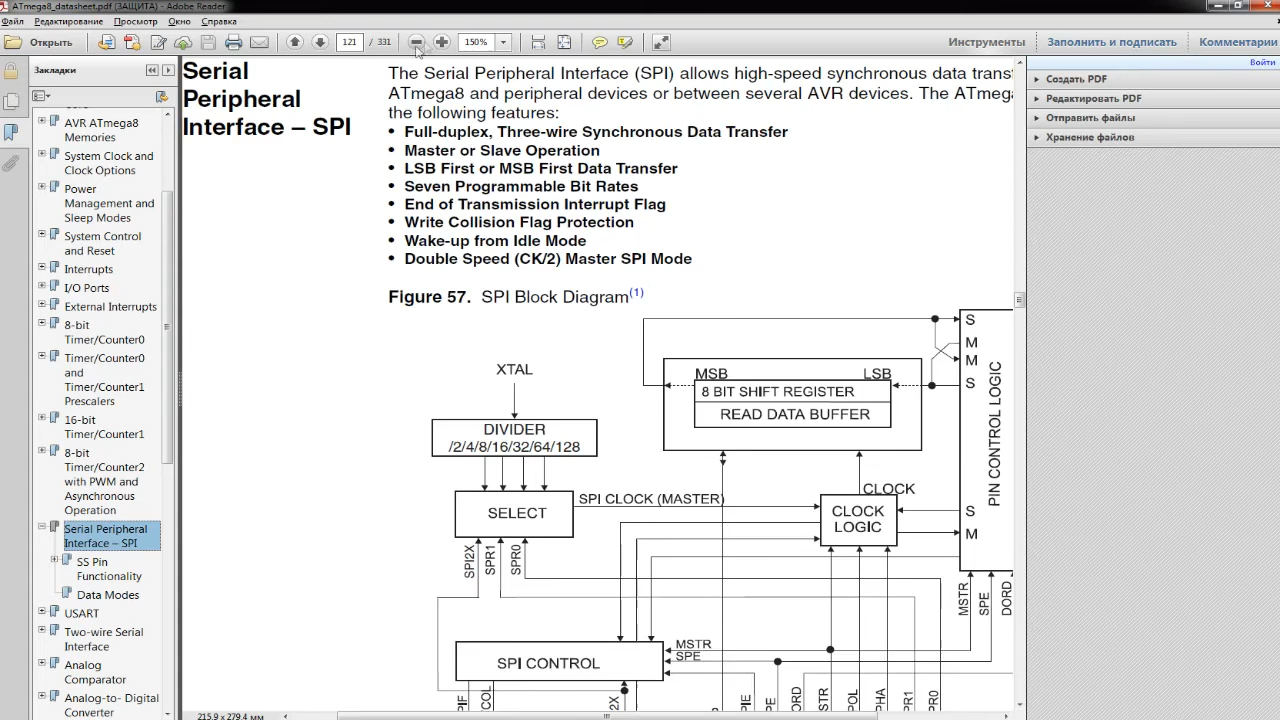 ATmega8_datasheet.pdf (ЗАЩИТА) - Adobe Reader
Файл Редактирование Просмотр Окно Справка
Открыть
121 / 331
150%
Инструменты
Заполнить и подписать
Комментарии
Закладки
AVR ATmega8
Memories
System Clock and
Clock Options
Power
Management and
Sleep Modes
System Control
and Reset
Interrupts
I/O Ports
External Interrupts
8-bit
Timer/Counter0
Timer/Counter0
and
Timer/Counter1
Prescalers
16-bit
Timer/Counter1
8-bit
Timer/Counter2
with PWM and
Asynchronous
Operation
Serial Peripheral
Interface – SPI
SS Pin
Functionality
Data Modes
USART
Two-wire Serial
Interface
Analog
Comparator
Analog-to- Digital
Converter
Serial
Peripheral
Interface – SPI
The Serial Peripheral Interface (SPI) allows high-speed synchronous data transf
ATmega8 and peripheral devices or between several AVR devices. The ATmega
the following features:
• Full-duplex, Three-wire Synchronous Data Transfer
• Master or Slave Operation
• LSB First or MSB First Data Transfer
• Seven Programmable Bit Rates
• End of Transmission Interrupt Flag
• Write Collision Flag Protection
• Wake-up from Idle Mode
• Double Speed (CK/2) Master SPI Mode
Figure 57. SPI Block Diagram(1)
XTAL
DIVIDER
/2/4/8/16/32/64/128
SELECT
SPI2X
SPR1
SPR0
SPI CLOCK (MASTER)
MSB
LSB
8 BIT SHIFT REGISTER
READ DATA BUFFER
CLOCK
CLOCK
LOGIC
S
M
M
S
S
M
PIN CONTROL LOGIC
MSTR
SPE
DORD
SPI CONTROL
MSTR
SPE
215,9 x 279,4 мм
Войти
Создать PDF
Редактировать PDF
Отправить файлы
Хранение файлов